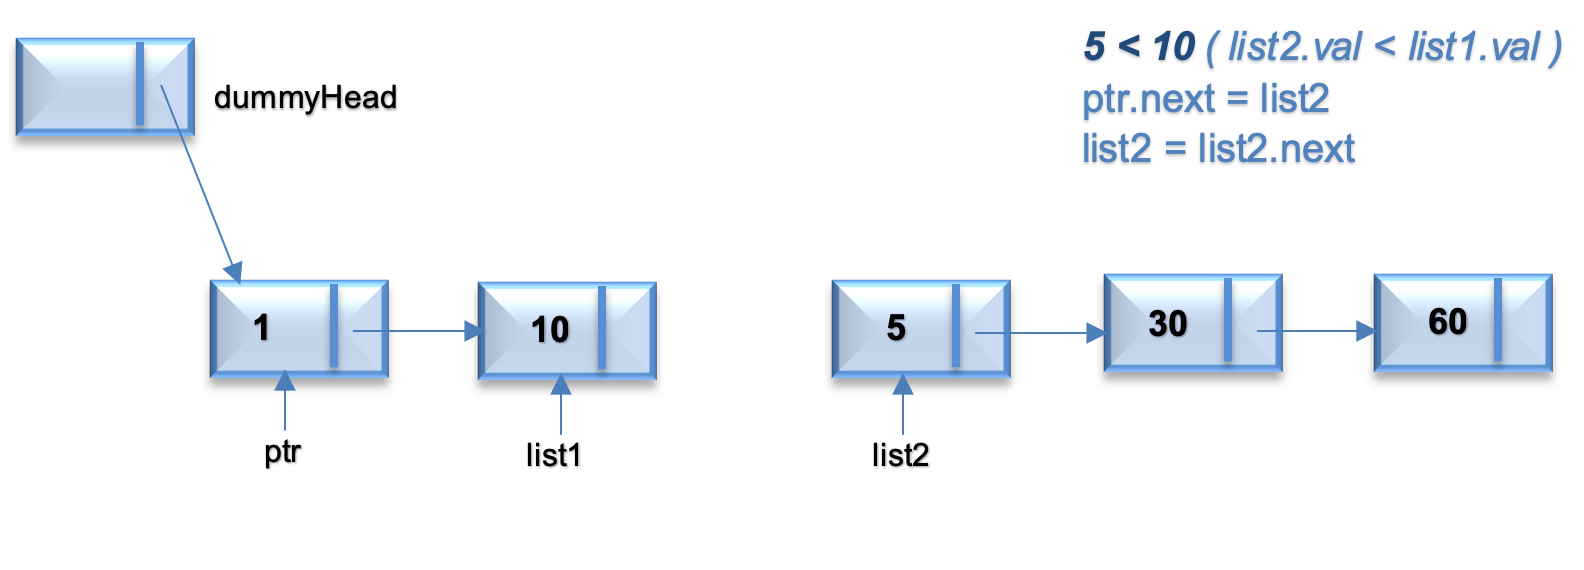 5 < 10 ( list2.val < list1.val )
ptr.next = list2
list2 = list2.next
dummyHead
1
10
5
30
60
ptr
list1
list2